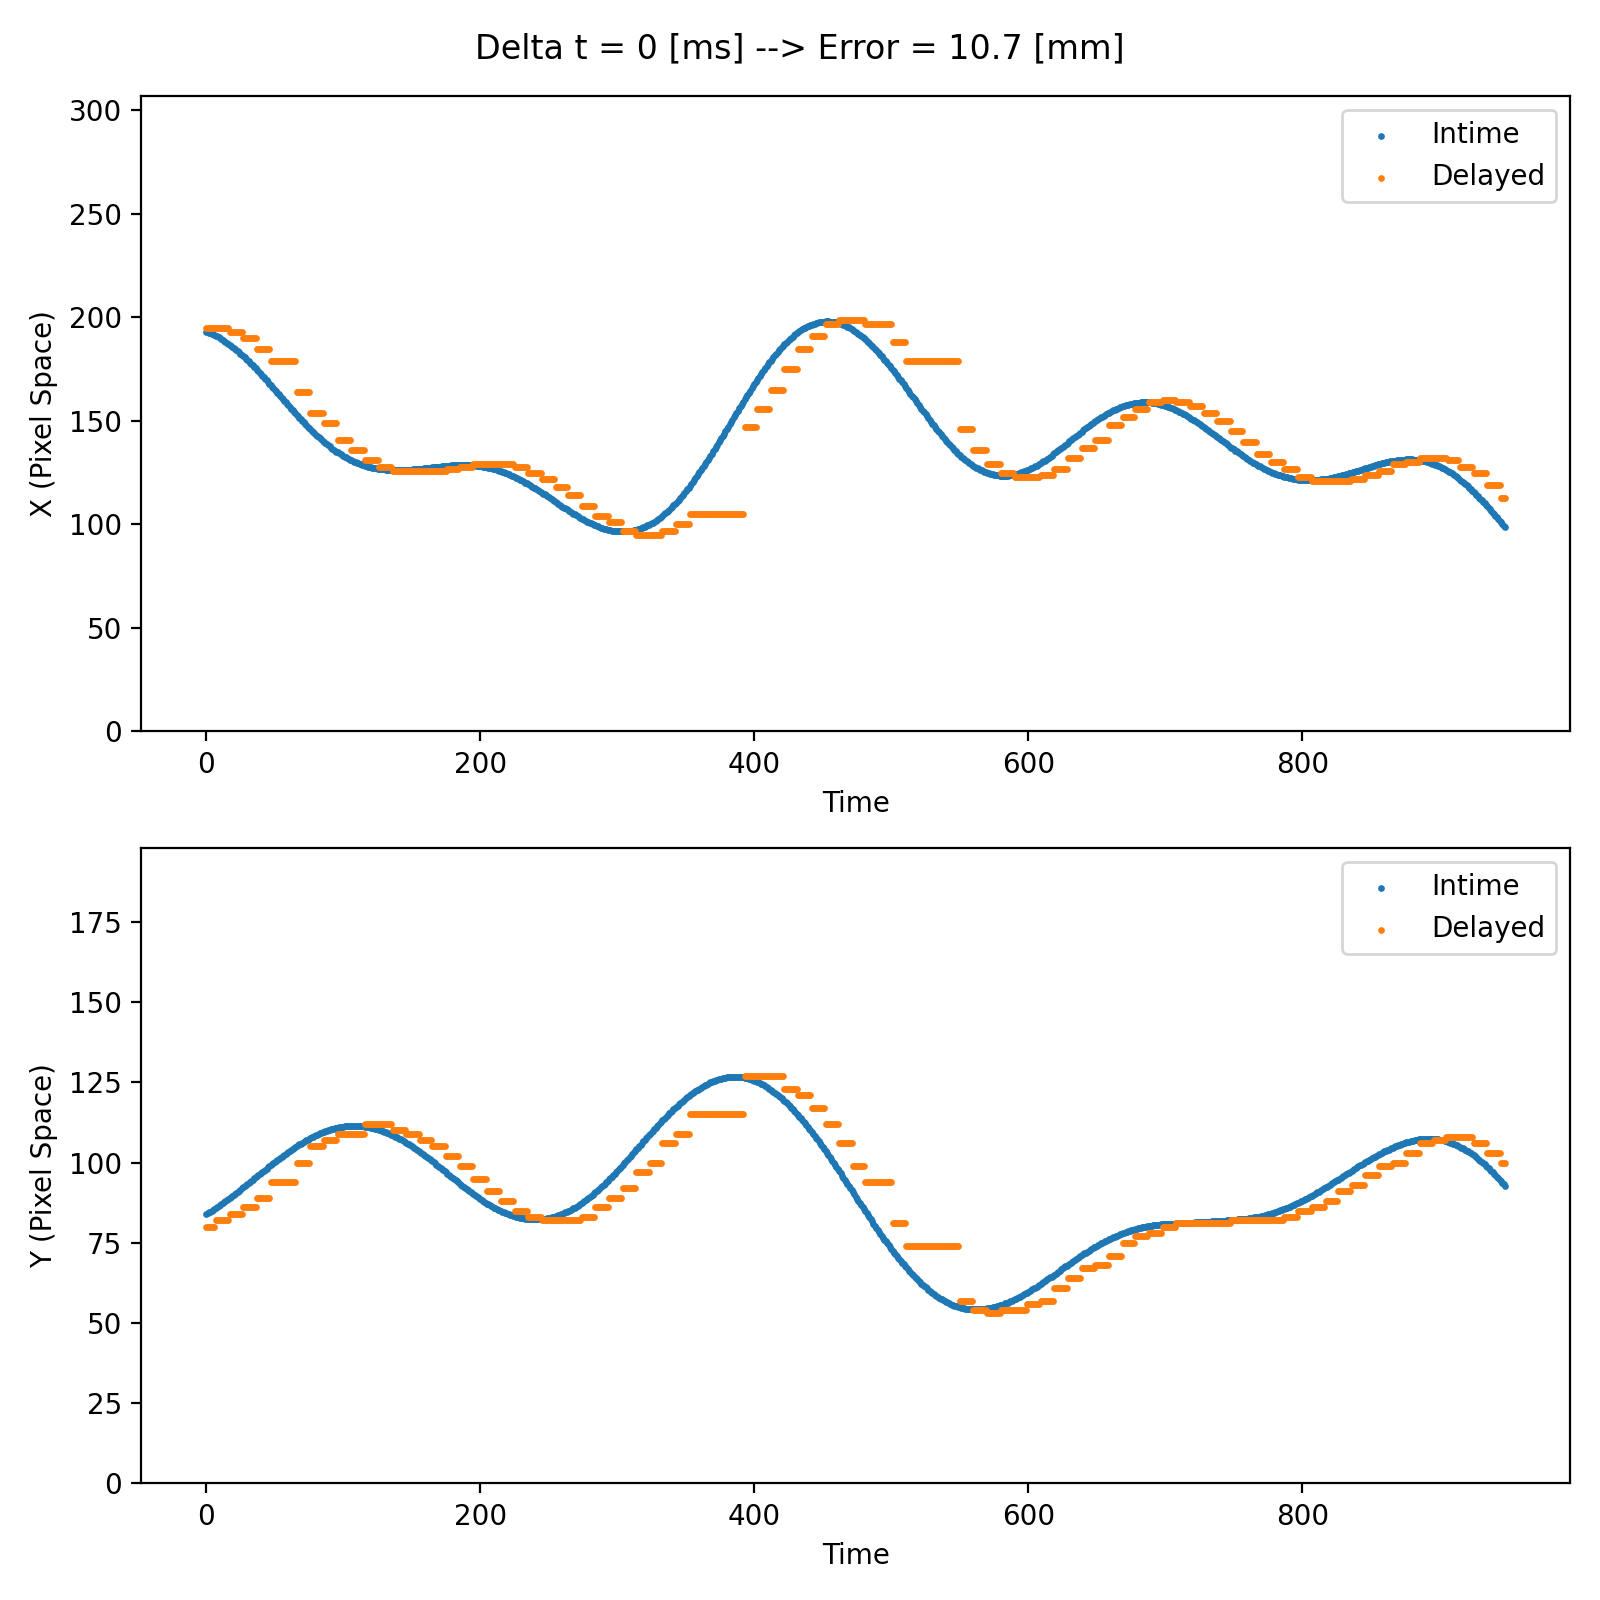 Delta t = 0 [ms] --> Error = 10.7 [mm]
300
250
200
150
100
50
0
X (Pixel Space)
Intime
Delayed
0 200 400 600 800
Time
175
150
125
100
75
50
25
0
Y (Pixel Space)
Intime
Delayed
0 200 400 600 800
Time